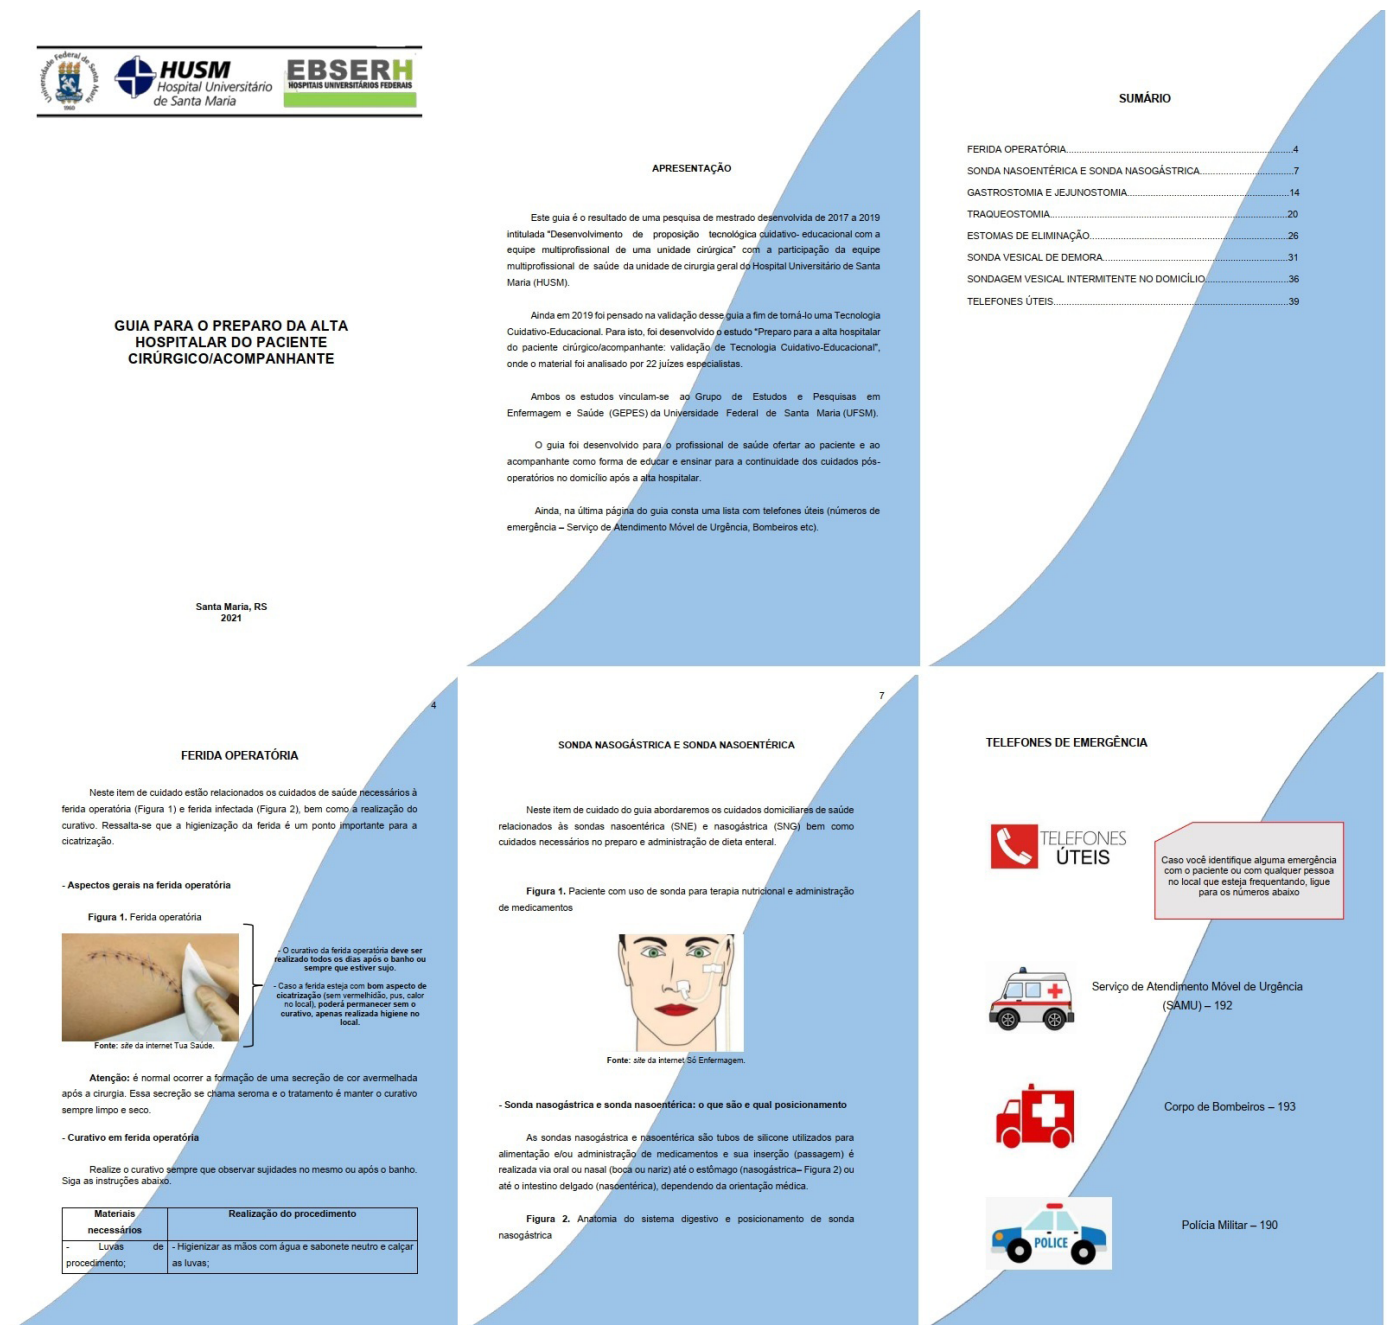 Universidade Federal de Santa Maria
1960
HUSM
Hospital Universitário
de Santa Maria
EBSERH
HOSPITAIS UNIVERSITÁRIOS FEDERAIS
GUIA PARA O PREPARO DA ALTA
HOSPITALAR DO PACIENTE
CIRÚRGICO/ACOMPANHANTE
Santa Maria, RS
2021
APRESENTAÇÃO
Este guia é o resultado de uma pesquisa de mestrado desenvolvida de 2017 a 2019
intitulada "Desenvolvimento de proposição tecnológica cuidativo- educacional com a
equipe multiprofissional de uma unidade cirúrgica" com a participação da equipe
multiprofissional de saúde da unidade de cirurgia geral do Hospital Universitário de Santa
Maria (HUSM).
Ainda em 2019 foi pensado na validação desse guia a fim de torná-lo uma Tecnologia
Cuidativo-Educacional. Para isto, foi desenvolvido o estudo "Preparo para a alta hospitalar
do paciente cirúrgico/acompanhante: validação de Tecnologia Cuidativo-Educacional",
onde o material foi analisado por 22 juízes especialistas.
Ambos os estudos vinculam-se ao Grupo de Estudos e Pesquisas em
Enfermagem e Saúde (GEPES) da Universidade Federal de Santa Maria (UFSM).
O guia foi desenvolvido para o profissional de saúde ofertar ao paciente e ao
acompanhante como forma de educar e ensinar para a continuidade dos cuidados pós-
operatórios no domicílio após a alta hospitalar.
Ainda, na última página do guia consta uma lista com telefones úteis (números de
emergência – Serviço de Atendimento Móvel de Urgência, Bombeiros etc).
SUMÁRIO
FERIDA OPERATÓRIA....................4
SONDA NASOENTÉRICA E SONDA NASOGÁSTRICA....................7
GASTROSTOMIA E JEJUNOSTOMIA....................14
TRAQUEOSTOMIA....................20
ESTOMAS DE ELIMINAÇÃO....................26
SONDA VESICAL DE DEMORA....................31
SONDAGEM VESICAL INTERMITENTE NO DOMICÍLIO....................36
TELEFONES ÚTEIS....................39
4
FERIDA OPERATÓRIA
Neste item de cuidado estão relacionados os cuidados de saúde necessários à
ferida operatória (Figura 1) e ferida infectada (Figura 2), bem como a realização do
curativo. Ressalta-se que a higienização da ferida é um ponto importante para a
cicatrização.
- Aspectos gerais na ferida operatória
Figura 1. Ferida operatória
- O curativo da ferida operatória deve ser
realizado todos os dias após o banho ou
sempre que estiver sujo.
- Caso a ferida esteja com bom aspecto de
cicatrização (sem vermelhidão, pus, calor
no local), poderá permanecer sem o
curativo, apenas realizada higiene no
local.
Fonte: site da internet Tua Saúde.
Atenção: é normal ocorrer a formação de uma secreção de cor avermelhada
após a cirurgia. Essa secreção se chama seroma e o tratamento é manter o curativo
sempre limpo e seco.
- Curativo em ferida operatória
Realize o curativo sempre que observar sujidades no mesmo ou após o banho.
Siga as instruções abaixo.
Materiais
necessários
Realização do procedimento
- Luvas de
procedimento;
- Higienizar as mãos com água e sabonete neutro e calçar
as luvas;
7
SONDA NASOGÁSTRICA E SONDA NASOENTÉRICA
Neste item de cuidado do guia abordaremos os cuidados domiciliares de saúde
relacionados às sondas nasoentérica (SNE) e nasogástrica (SNG) bem como
cuidados necessários no preparo e administração de dieta enteral.
Figura 1. Paciente com uso de sonda para terapia nutricional e administração
de medicamentos
Fonte: site da internet Só Enfermagem.
- Sonda nasogástrica e sonda nasoentérica: o que são e qual posicionamento
As sondas nasogástrica e nasoentérica são tubos de silicone utilizados para
alimentação e/ou administração de medicamentos e sua inserção (passagem) é
realizada via oral ou nasal (boca ou nariz) até o estômago (nasogástrica– Figura 2) ou
até o intestino delgado (nasoentérica), dependendo da orientação médica.
Figura 2. Anatomia do sistema digestivo e posicionamento de sonda
nasogástrica
TELEFONES DE EMERGÊNCIA
TELEFONES
ÚTEIS
Caso você identifique alguma emergência
com o paciente ou com qualquer pessoa
no local que esteja frequentando, ligue
para os números abaixo
Serviço de Atendimento Móvel de Urgência
(SAMU) – 192
Corpo de Bombeiros – 193
POLICE
Polícia Militar – 190